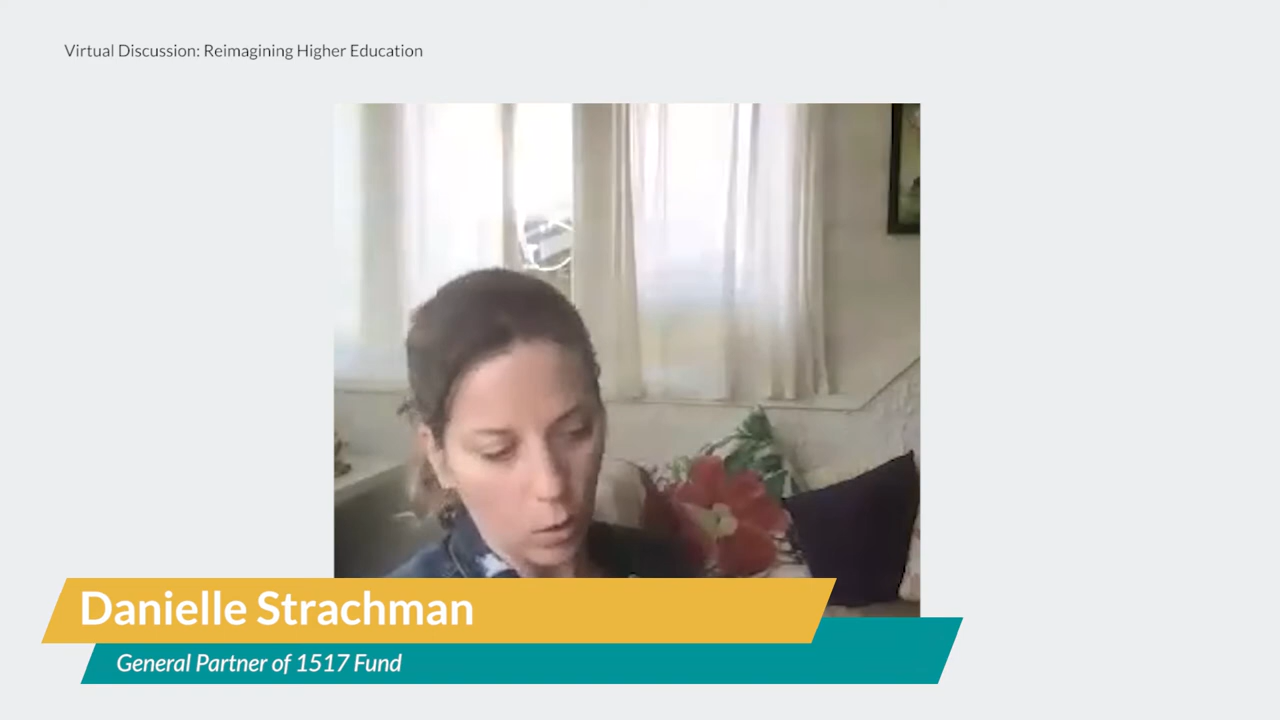 Virtual Discussion: Reimagining Higher Education
Danielle Strachman
General Partner of 1517 Fund